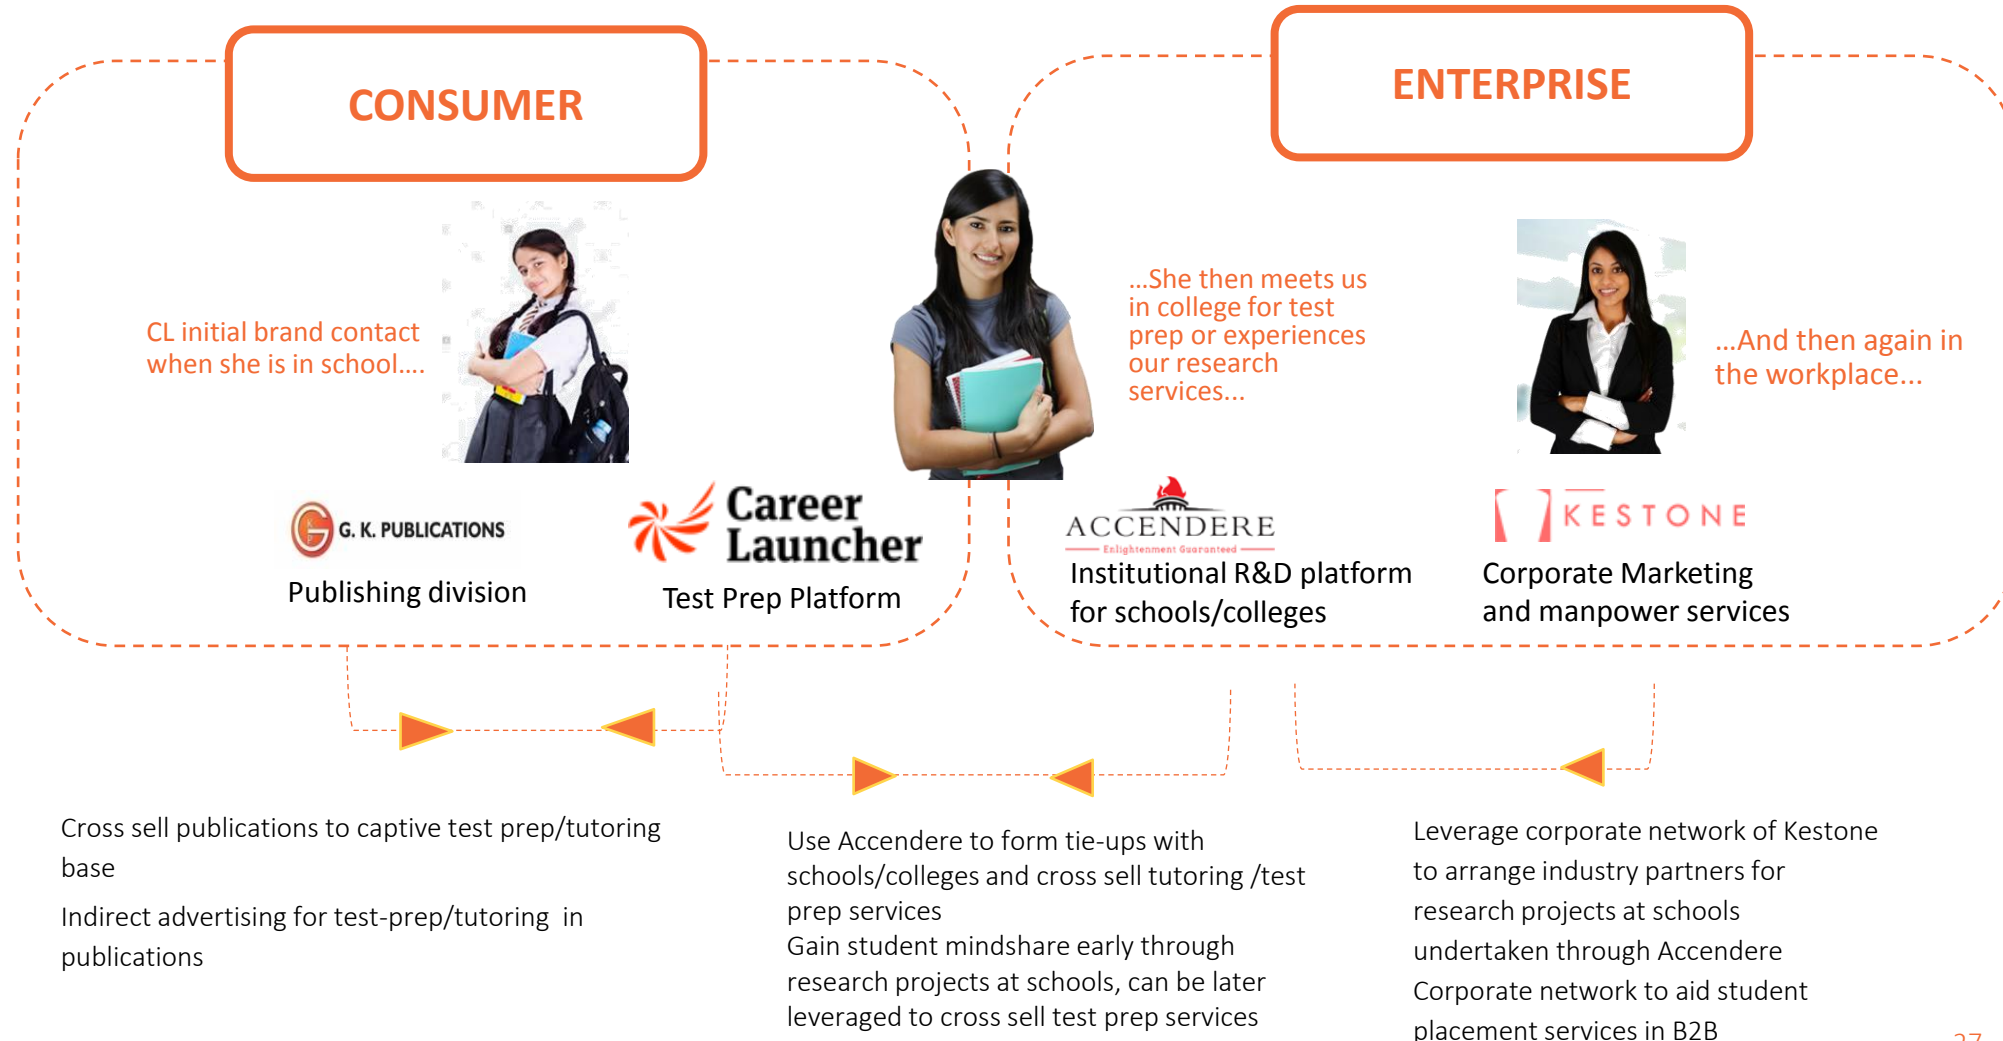 CONSUMER
ENTERPRISE
CL initial brand contact
when she is in school....
...She then meets us
in college for test
prep or experiences
our research
services...
...And then again in
the workplace...
G. K. PUBLICATIONS
Publishing division
Career
Launcher
Test Prep Platform
ACCENDERE
Enlightenment Guaranteed
Institutional R&D platform
for schools/colleges
KESTONE
Corporate Marketing
and manpower services
Cross sell publications to captive test prep/tutoring
base
Indirect advertising for test-prep/tutoring  in
publications
Use Accendere to form tie-ups with
schools/colleges and cross sell tutoring /test
prep services
Gain student mindshare early through
research projects at schools, can be later
leveraged to cross sell test prep services
Leverage corporate network of Kestone
to arrange industry partners for
research projects at schools
undertaken through Accendere
Corporate network to aid student
placement services in B2B